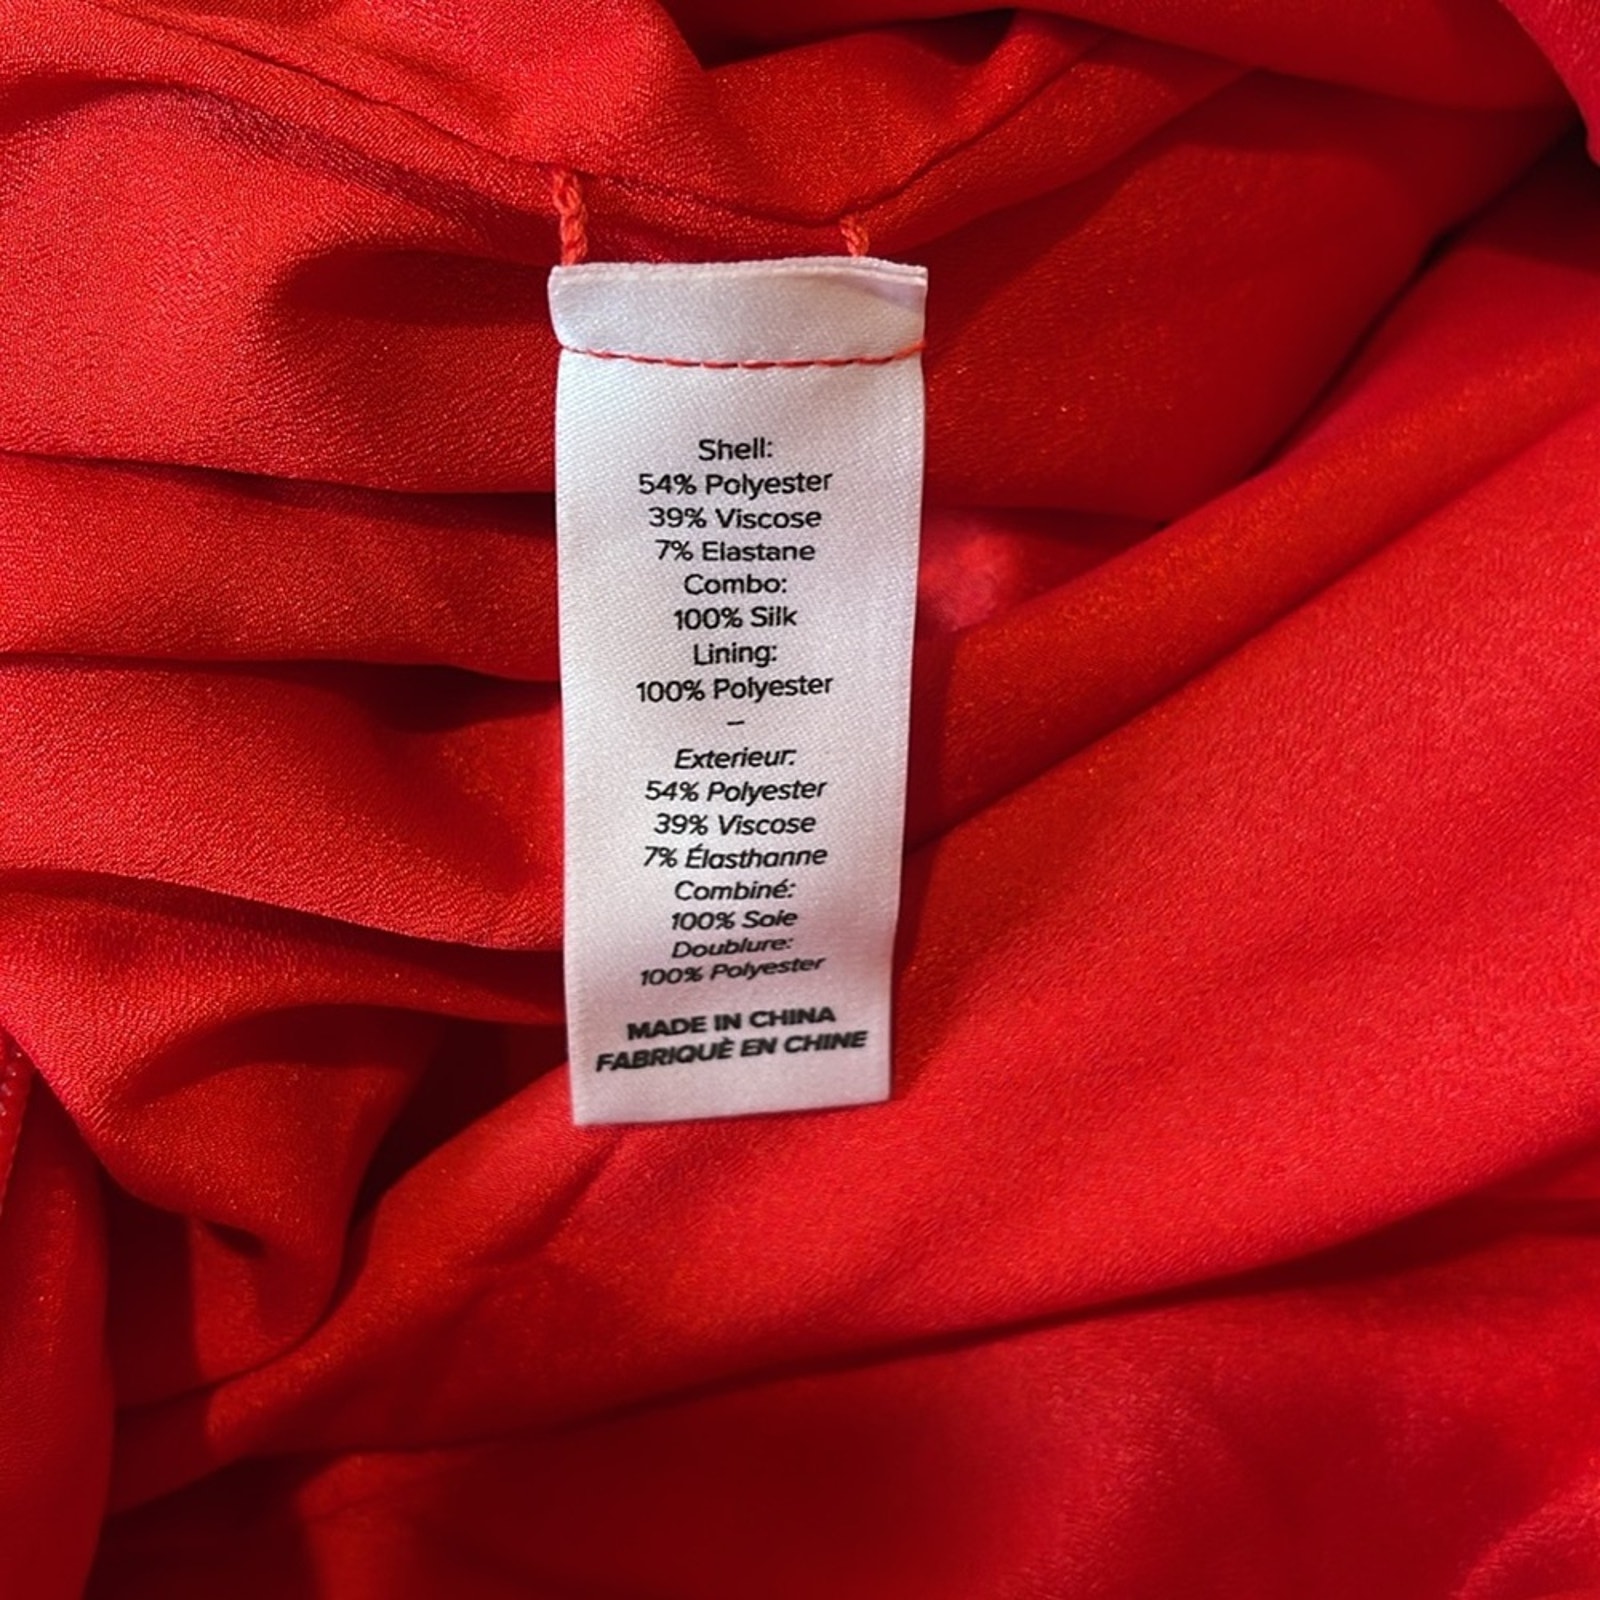 Shell:
54% Polyester
39% Viscose
7% Elastane
Combo:
100% Silk
Lining:
100% Polyester
–
Exterieur:
54% Polyester
39% Viscose
7% Élasthanne
Combiné:
100% Soie
Doublure:
100% Polyester
MADE IN CHINA
FABRIQUÈ EN CHINE